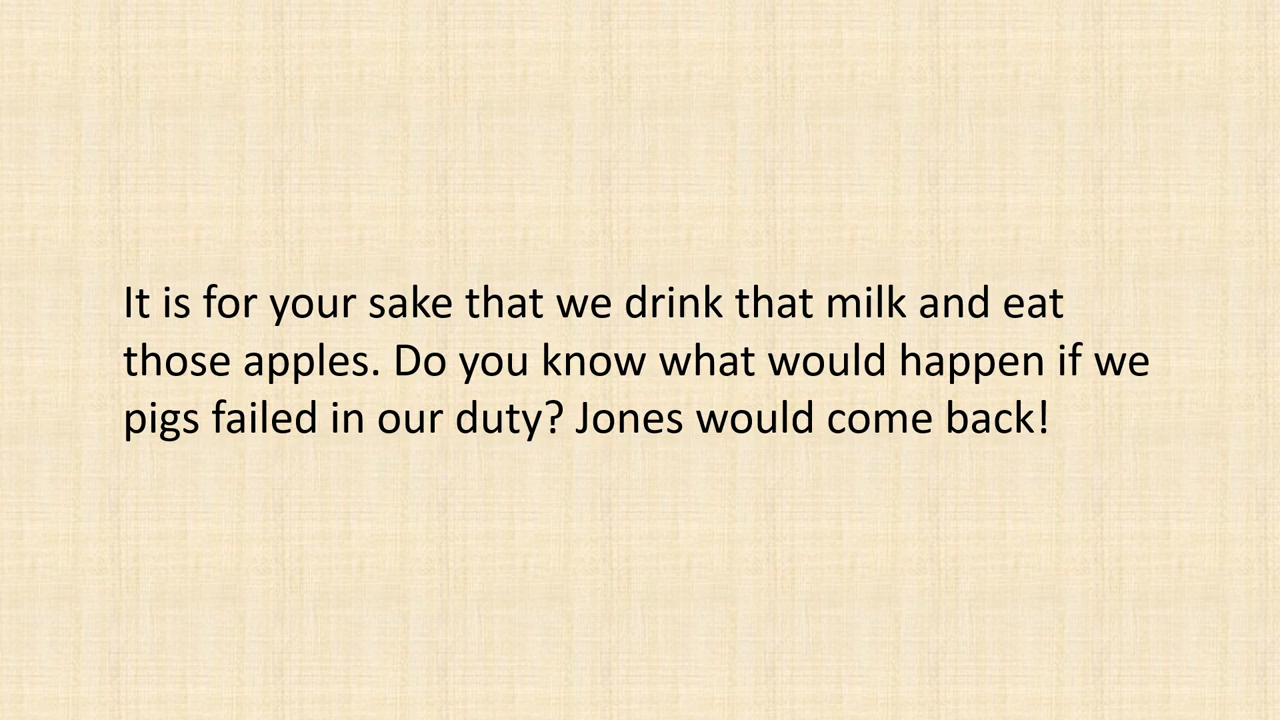 It is for your sake that we drink that milk and eat
those apples. Do you know what would happen if we
pigs failed in our duty? Jones would come back!